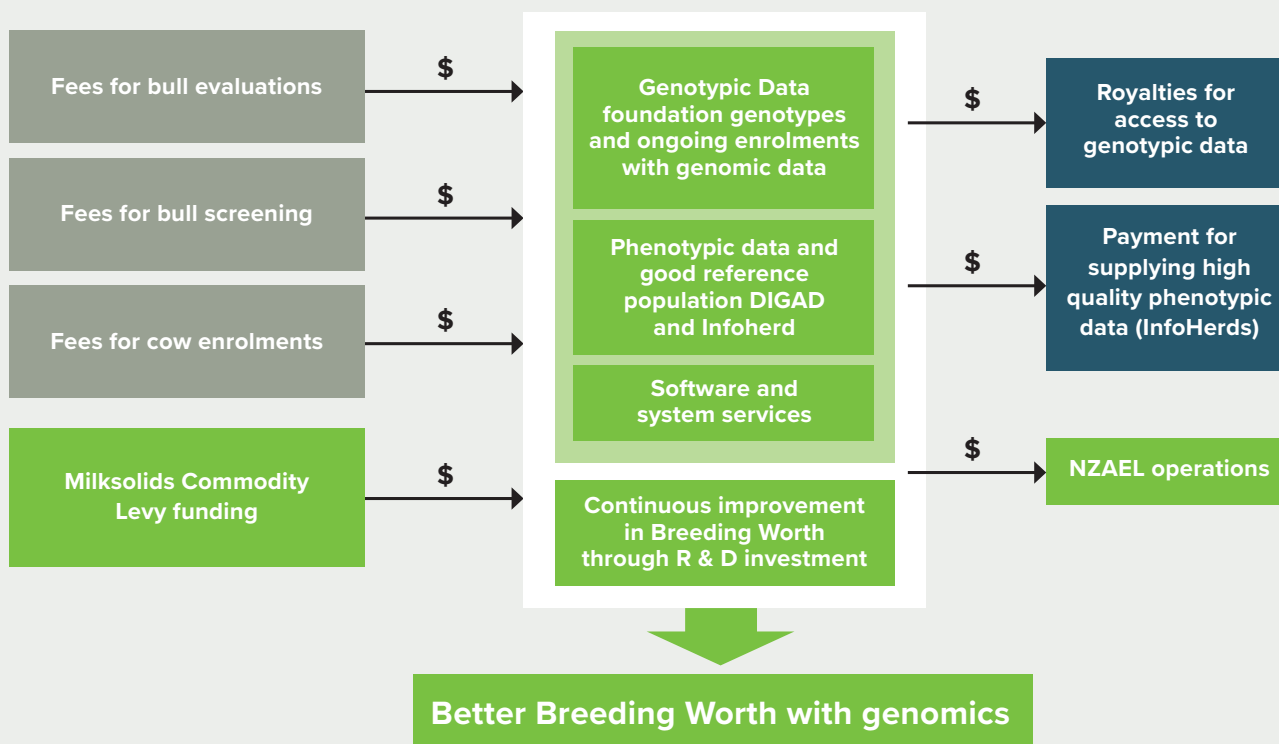 Fees for bull evaluations
$
Fees for bull screening
$
Fees for cow enrolments
$
Milksolids Commodity
Levy funding
$
Genotypic Data
foundation genotypes
and ongoing enrolments
with genomic data
Phenotypic data and
good reference
population DIGAD
and Infoherd
Software and
system services
Continuous improvement
in Breeding Worth
through R & D investment
$
Royalties for
access to
genotypic data
$
Payment for
supplying high
quality phenotypic
data (InfoHerds)
$
NZAEL operations
Better Breeding Worth with genomics